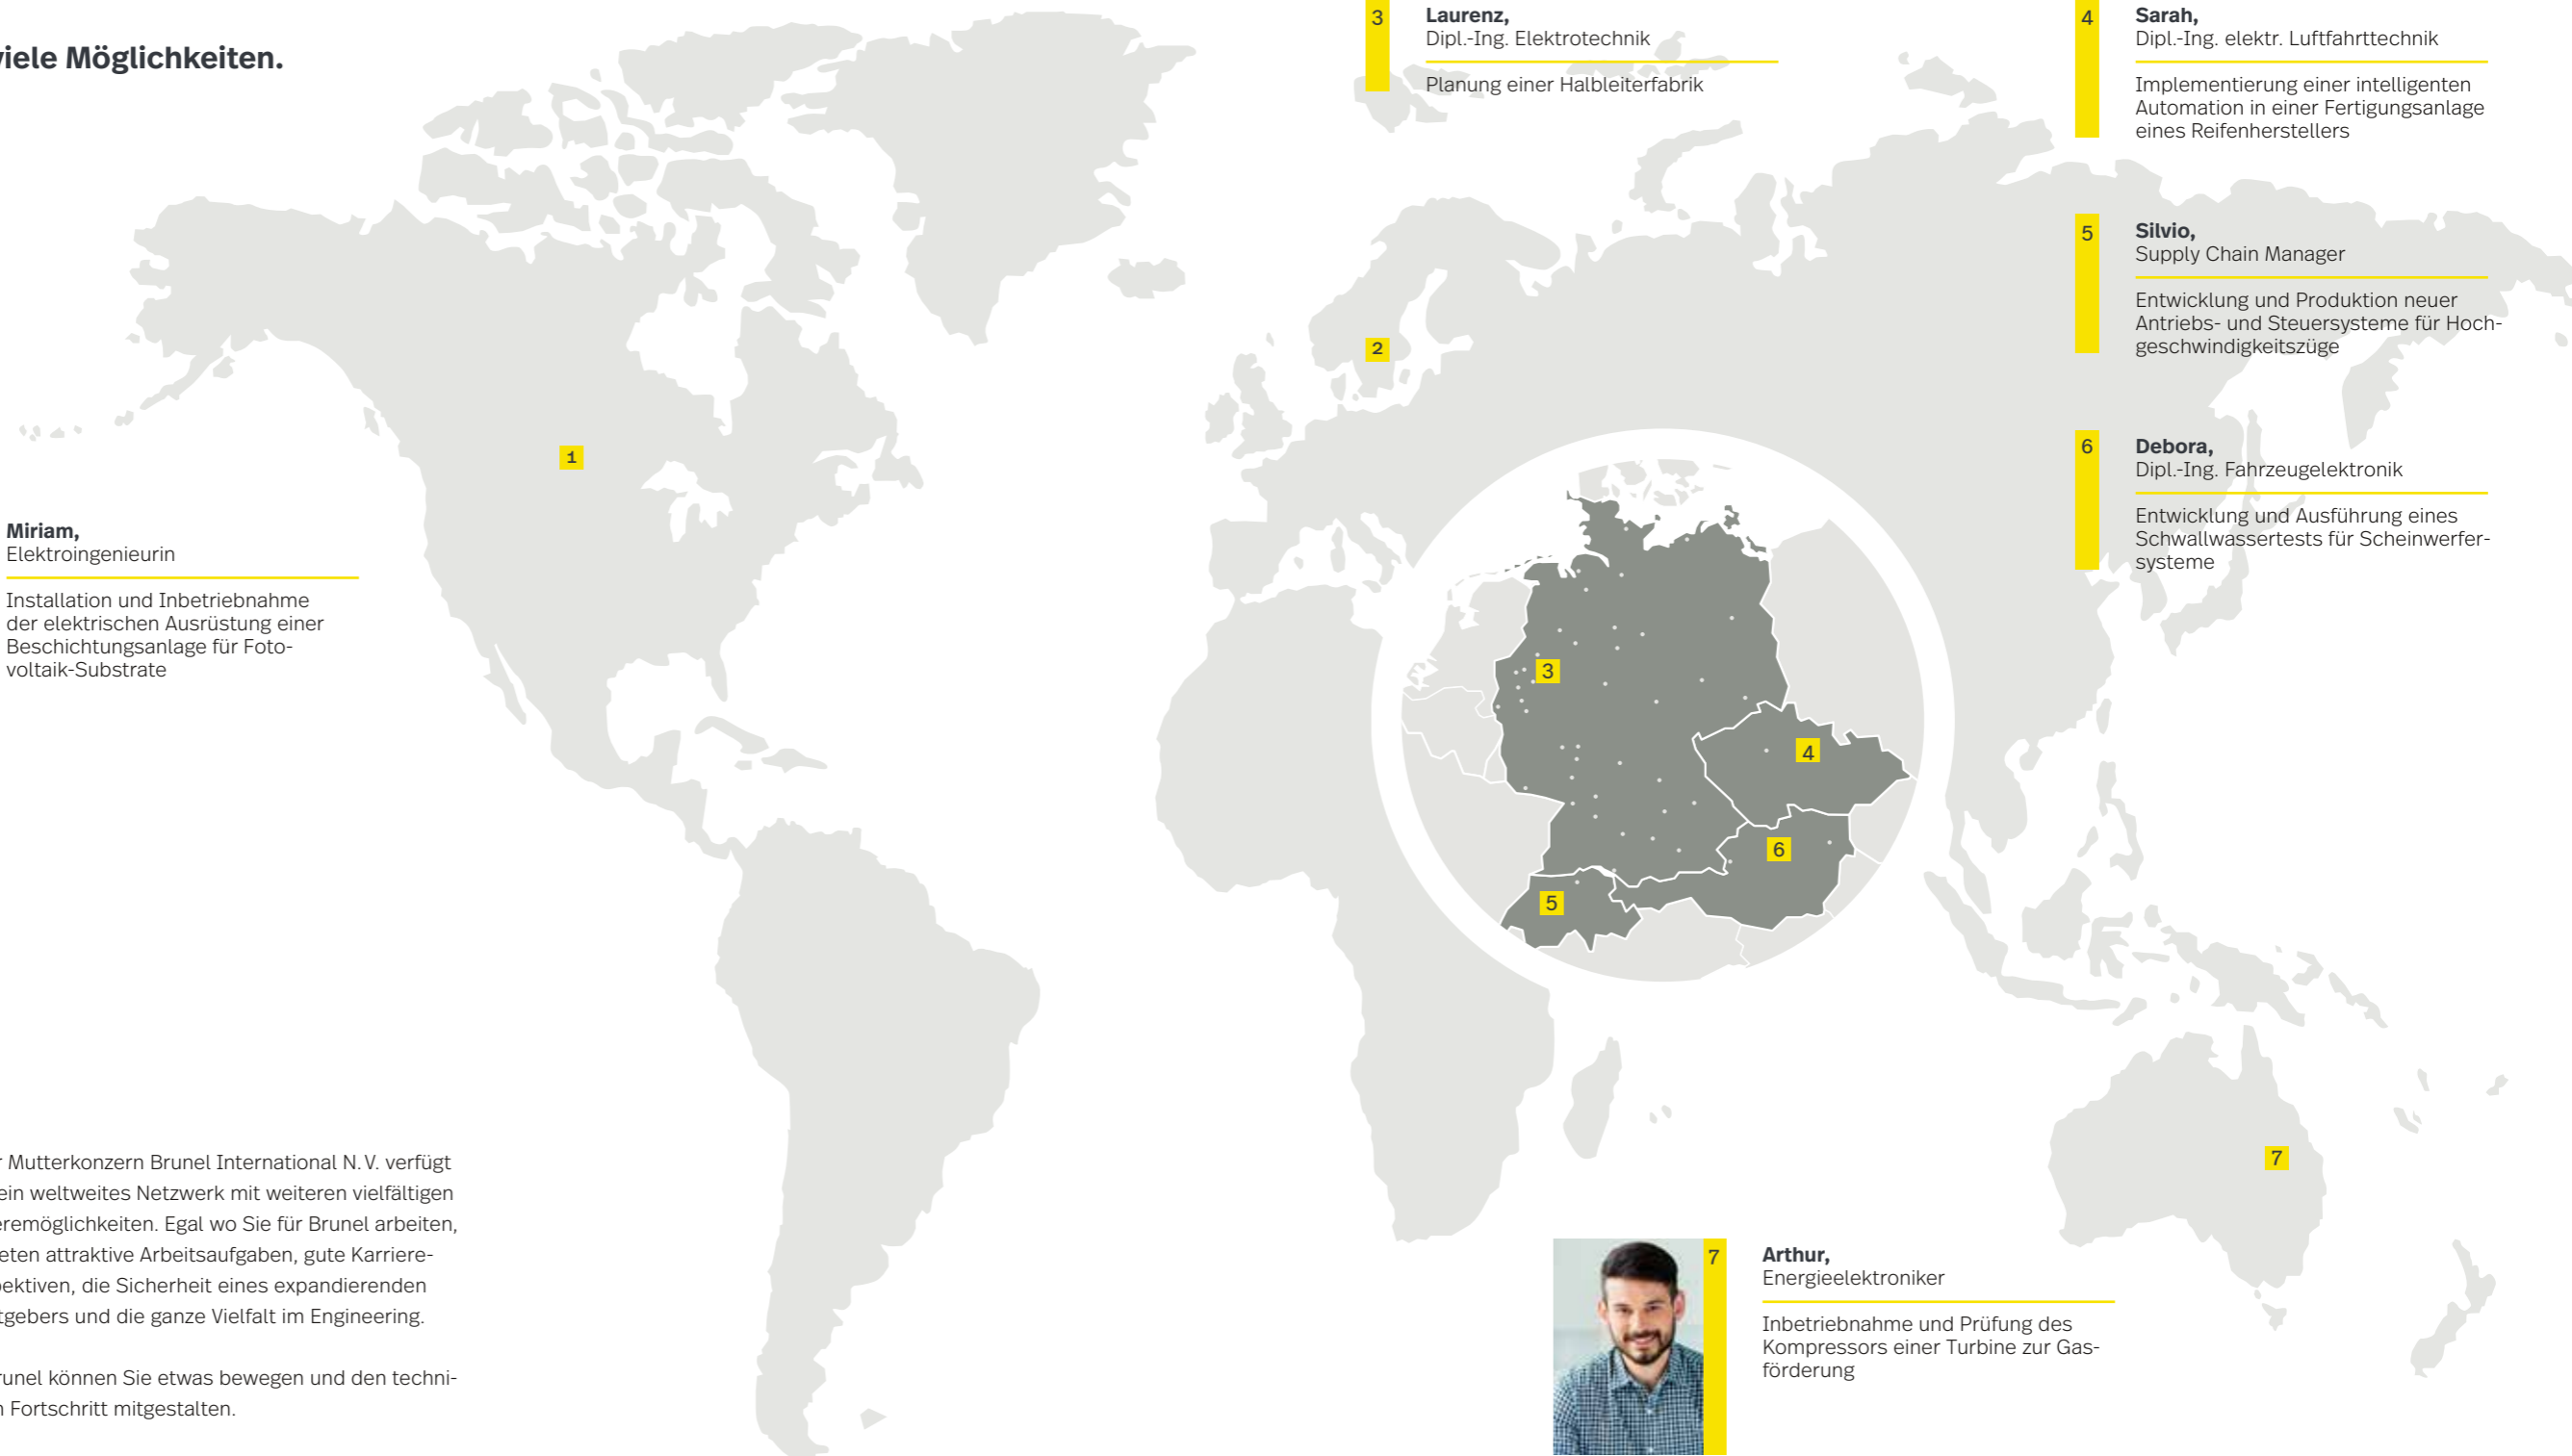 viele Möglichkeiten.
3
Laurenz,
Dipl.-Ing. Elektrotechnik
Planung einer Halbleiterfabrik
4
Sarah,
Dipl.-Ing. elektr. Luftfahrttechnik
Implementierung einer intelligenten
Automation in einer Fertigungsanlage
eines Reifenherstellers
5
Silvio,
Supply Chain Manager
Entwicklung und Produktion neuer
Antriebs- und Steuersysteme für Hoch-
geschwindigkeitszüge
6
Debora,
Dipl.-Ing. Fahrzeugelektronik
Entwicklung und Ausführung eines
Schwallwassertests für Scheinwerfer-
systeme
2
1
Miriam,
Elektroingenieurin
Installation und Inbetriebnahme
der elektrischen Ausrüstung einer
Beschichtungsanlage für Foto-
voltaik-Substrate
3
4
6
5
7
r Mutterkonzern Brunel International N. V. verfügt
ein weltweites Netzwerk mit weiteren vielfältigen
eremöglichkeiten. Egal wo Sie für Brunel arbeiten,
eten attraktive Arbeitsaufgaben, gute Karriere-
pektiven, die Sicherheit eines expandierenden
tgebers und die ganze Vielfalt im Engineering.
runel können Sie etwas bewegen und den techni-
n Fortschritt mitgestalten.
7
Arthur,
Energieelektroniker
Inbetriebnahme und Prüfung des
Kompressors einer Turbine zur Gas-
förderung